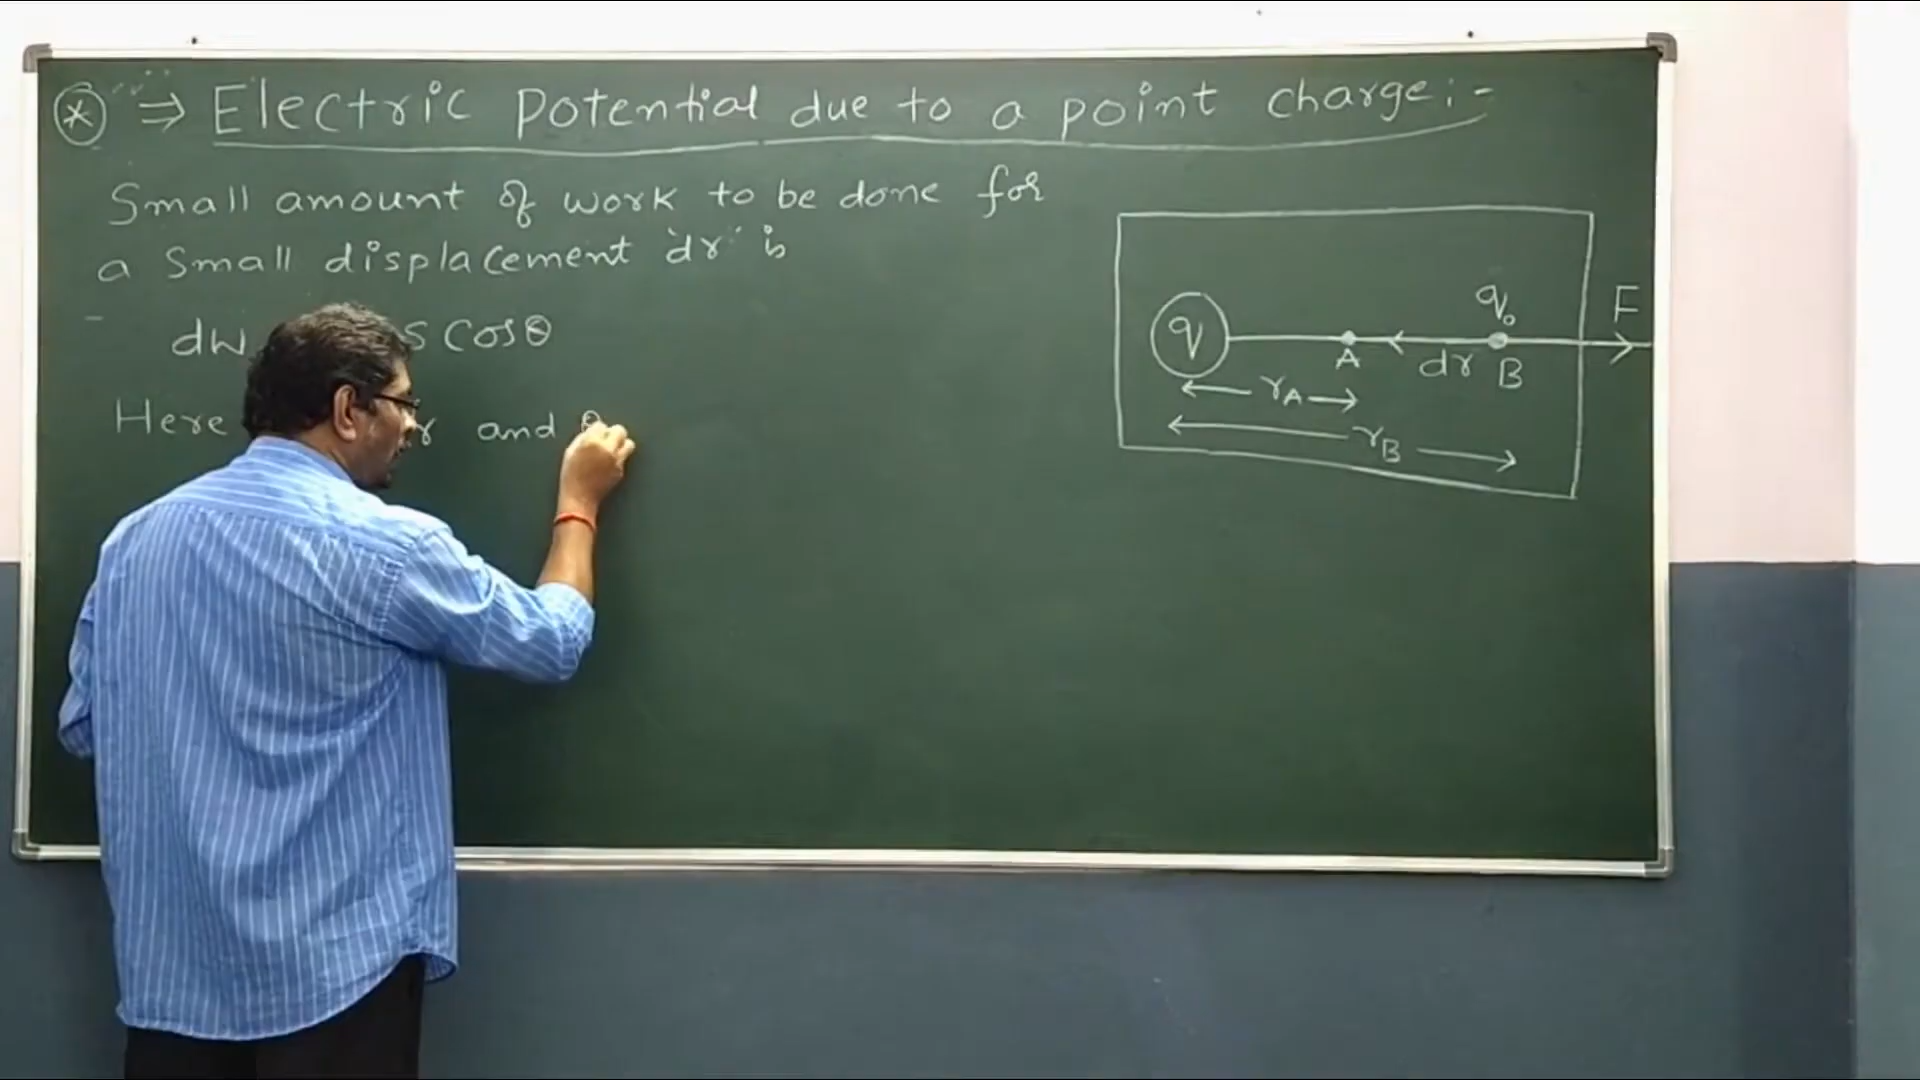 * ⇒ Electric potential due to a point charge:-
Small amount of work to be done for
a small displacement `dr` is
dW S Cosθ
Here r and θ
q
A
dr
B
q₀
F
r_A
r_B